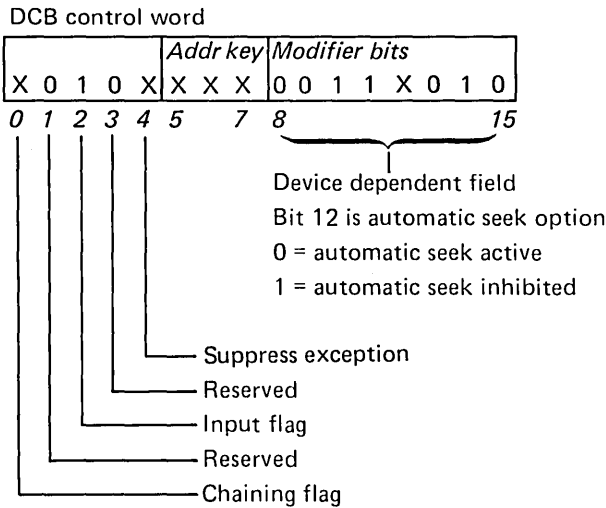 DCB control word
Addr key Modifier bits
X 0 1 0 X X X X 0 0 1 1 X 0 1 0
0 1 2 3 4 5 7 8 15
Device dependent field
Bit 12 is automatic seek option
0 = automatic seek active
1 = automatic seek inhibited
Suppress exception
Reserved
Input flag
Reserved
Chaining flag